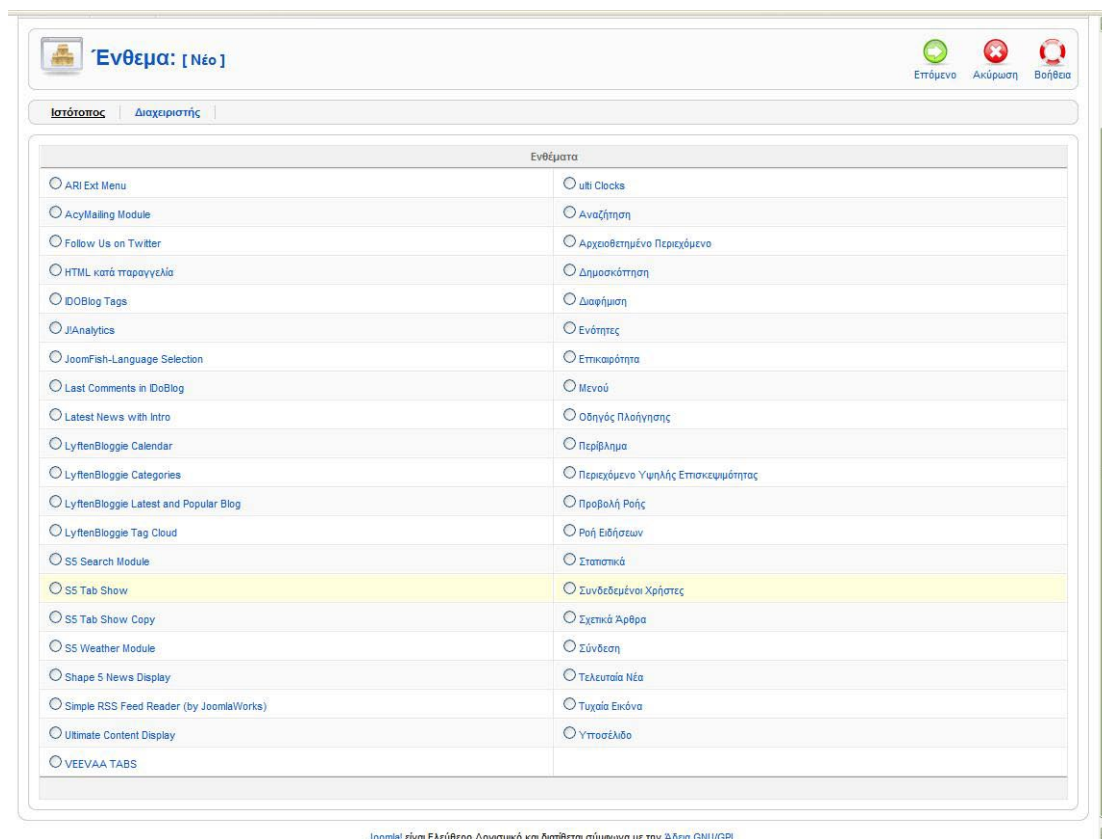 Ένθεμα: [ Νέο ]
Επόμενο Ακύρωση Βοήθεια
Ιστότοπος Διαχειριστής
Ενθέματα
ARI Ext Menu ulti Clocks
AcyMailing Module Αναζήτηση
Follow Us on Twitter Αρχειοθετημένο Περιεχόμενο
HTML κατά παραγγελία Δημοσκόπηση
IDOBlog Tags Διαφήμιση
J!Analytics Ενότητες
JoomFish-Language Selection Επικαιρότητα
Last Comments in IDoBlog Μενού
Latest News with Intro Οδηγός Πλοήγησης
LyftenBloggie Calendar Περίβλημα
LyftenBloggie Categories Περιεχόμενο Υψηλής Επισκεψιμότητας
LyftenBloggie Latest and Popular Blog Προβολή Ροής
LyftenBloggie Tag Cloud Ροή Ειδήσεων
S5 Search Module Στατιστικά
S5 Tab Show Συνδεδεμένοι Χρήστες
S5 Tab Show Copy Σχετικά Άρθρα
S5 Weather Module Σύνδεση
Shape 5 News Display Τελευταία Νέα
Simple RSS Feed Reader (by JoomlaWorks) Τυχαία Εικόνα
Ultimate Content Display Υποσέλιδο
VEEVAA TABS
Joomla! είναι Ελεύθερο Λογισμικό και διατίθεται σύμφωνα με την Άδεια GNU/GPL